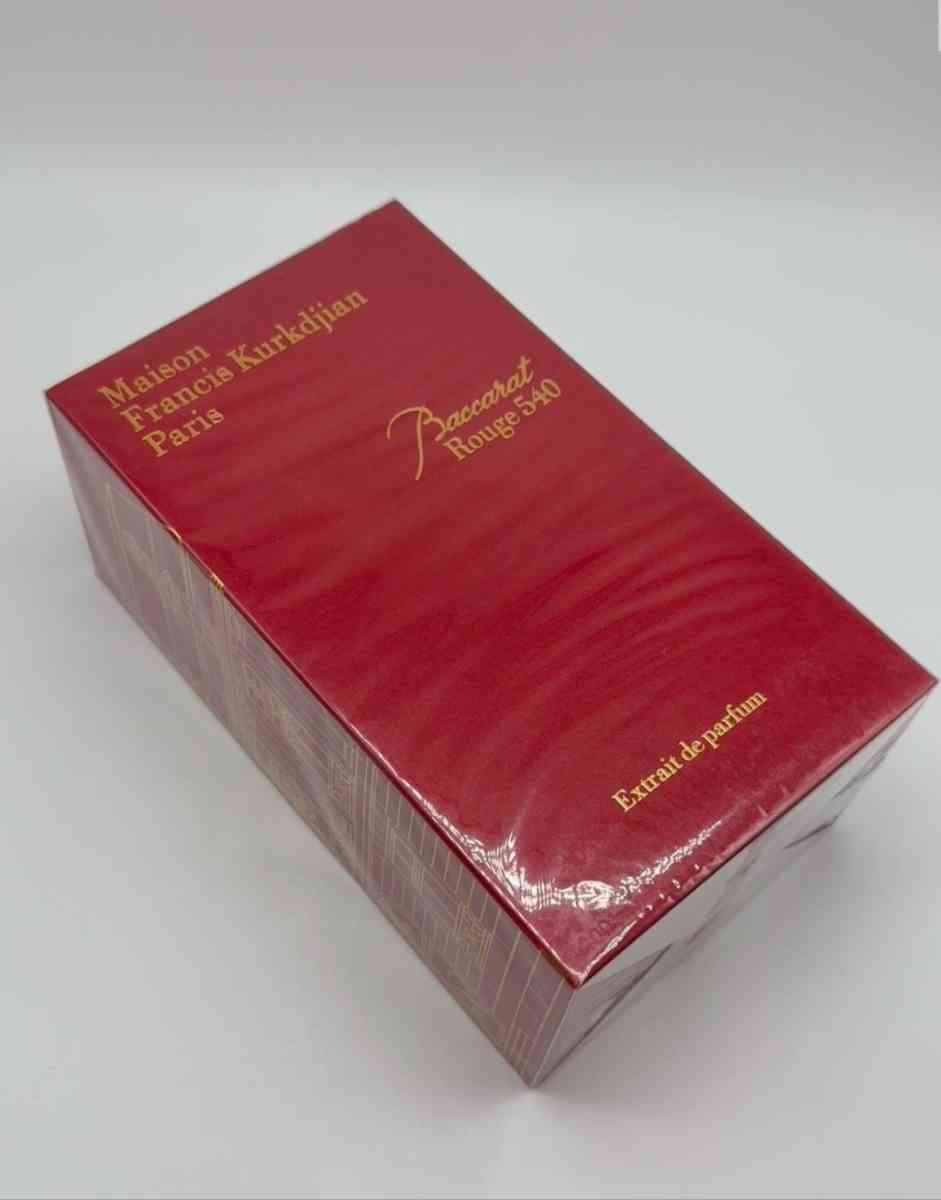 Maison
Francis Kurkdjian
Paris
Baccarat
Rouge 540
Extrait de parfum